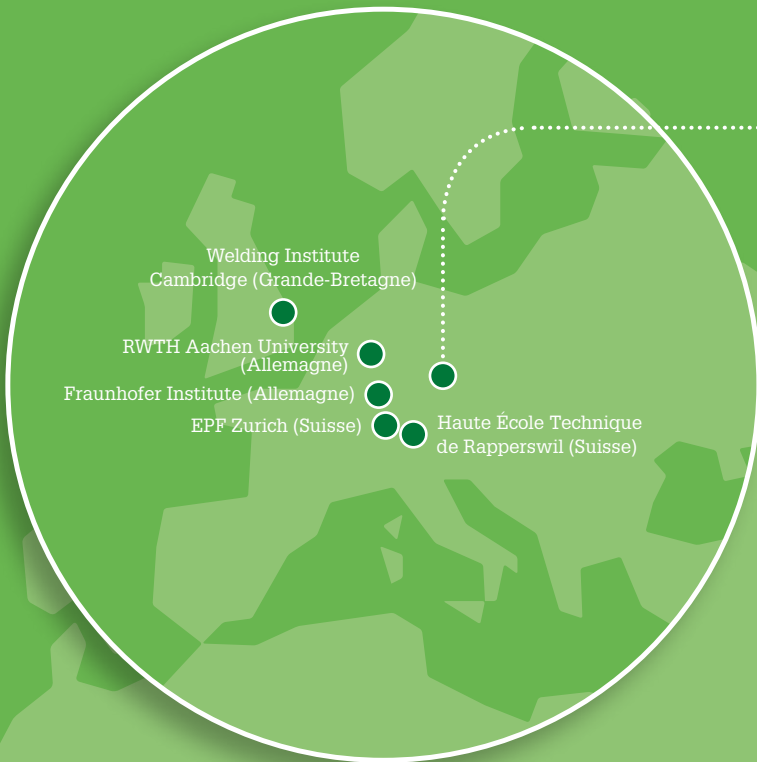 Welding Institute
Cambridge (Grande-Bretagne)
RWTH Aachen University
(Allemagne)
Fraunhofer Institute (Allemagne)
EPF Zurich (Suisse)
Haute École Technique
de Rapperswil (Suisse)